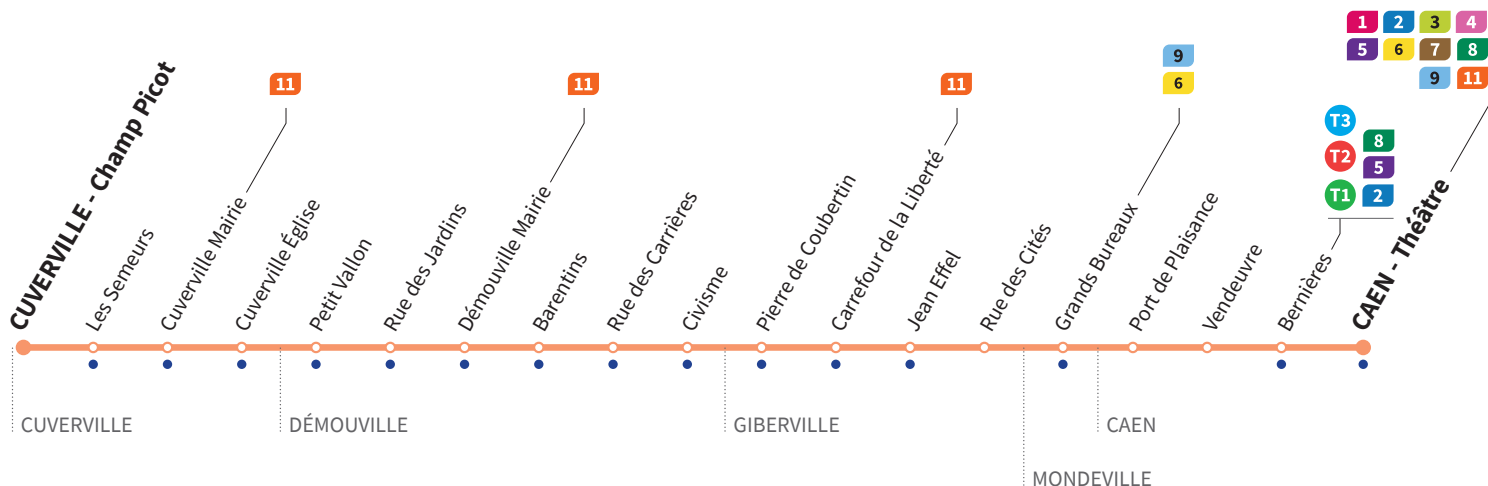 1 2 3 4
5 6 7 8
9 11
11
11
11
9
6
T3
T2
T1
8
5
2
CUVERVILLE - Champ Picot
Les Semeurs
Cuverville Mairie
Cuverville Église
Petit Vallon
Rue des Jardins
Démouville Mairie
Barentins
Rue des Carrières
Civisme
Pierre de Coubertin
Carrefour de la Liberté
Jean Effel
Rue des Cités
Grands Bureaux
Port de Plaisance
Vendeuvre
Bernières
CAEN - Théâtre
CUVERVILLE
DÉMOUVILLE
GIBERVILLE
CAEN
MONDEVILLE